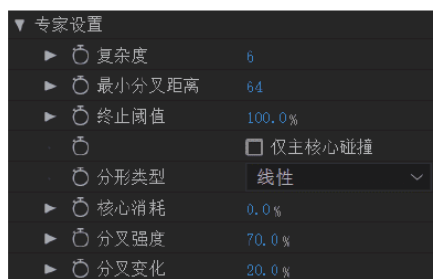 专家设置
复杂度 6
最小分叉距离 64
终止阈值 100.0%
仅主核心碰撞
分形类型 线性
核心消耗 0.0%
分叉强度 70.0%
分叉变化 20.0%